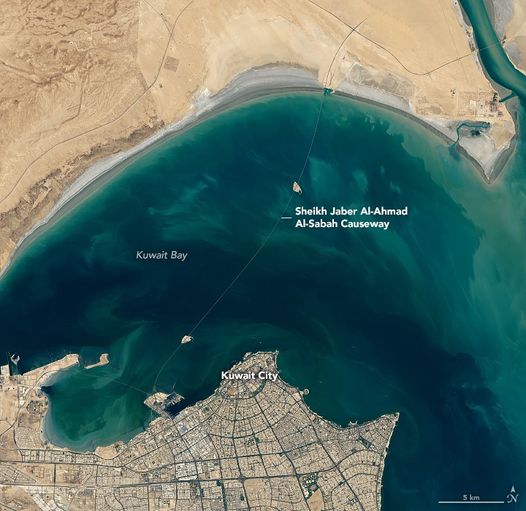 Sheikh Jaber Al-Ahmad
Al-Sabah Causeway
Kuwait Bay
Kuwait City
5 km
N